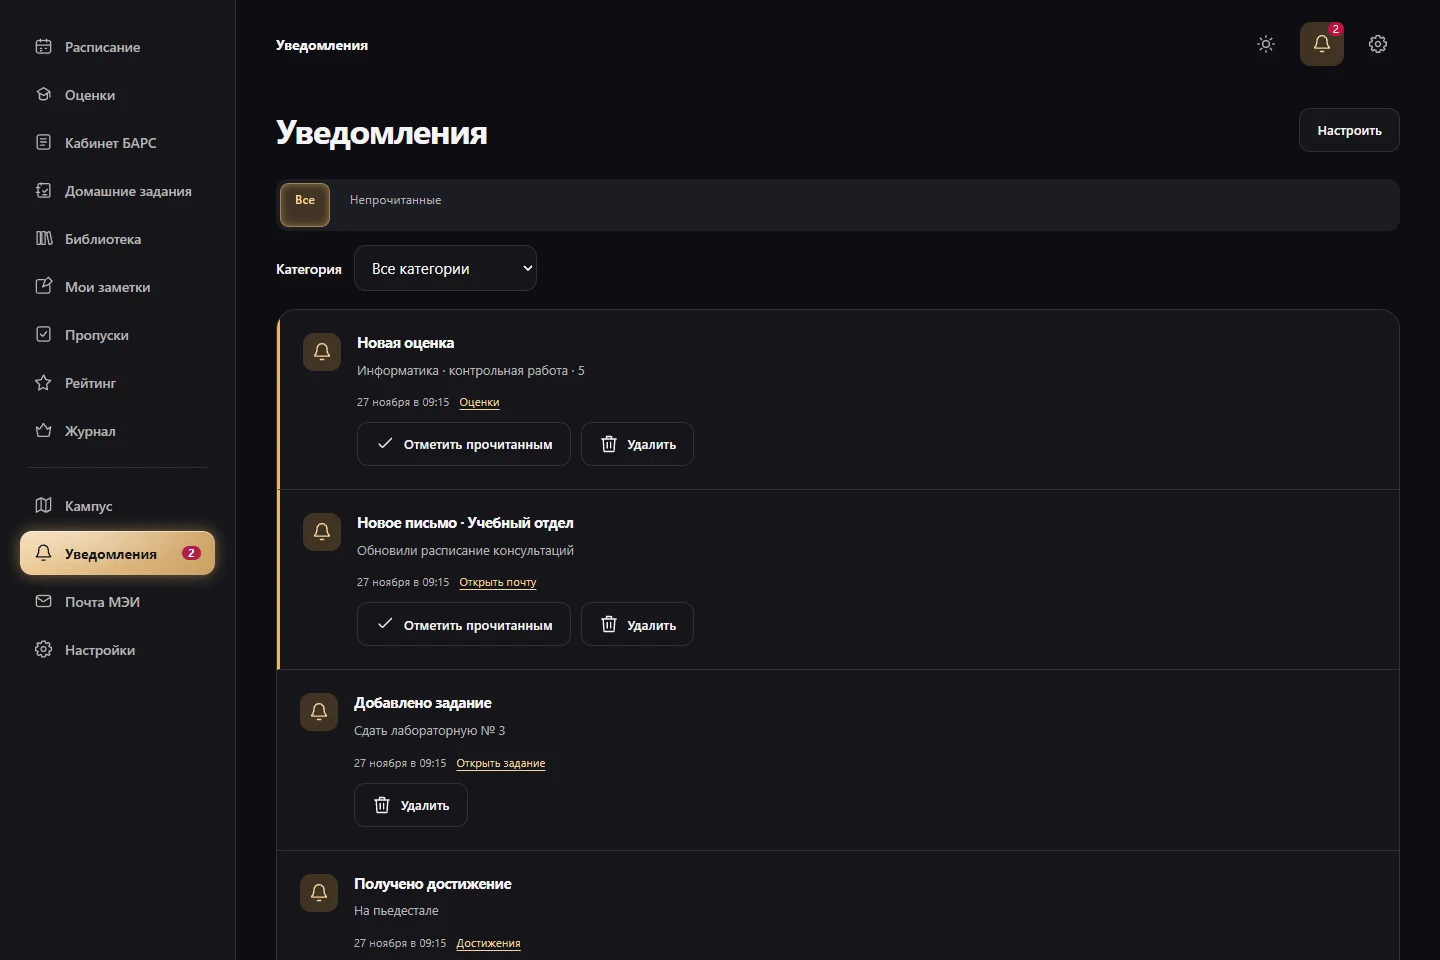 Расписание
Оценки
Кабинет БАРС
Домашние задания
Библиотека
Мои заметки
Пропуски
Рейтинг
Журнал
Кампус
Уведомления 2
Почта МЭИ
Настройки
Уведомления
2
Уведомления
Настроить
Все Непрочитанные
Категория Все категории
Новая оценка
Информатика · контрольная работа · 5
27 ноября в 09:15 Оценки
Отметить прочитанным Удалить
Новое письмо · Учебный отдел
Обновили расписание консультаций
27 ноября в 09:15 Открыть почту
Отметить прочитанным Удалить
Добавлено задание
Сдать лабораторную № 3
27 ноября в 09:15 Открыть задание
Удалить
Получено достижение
На пьедестале
27 ноября в 09:15 Достижения